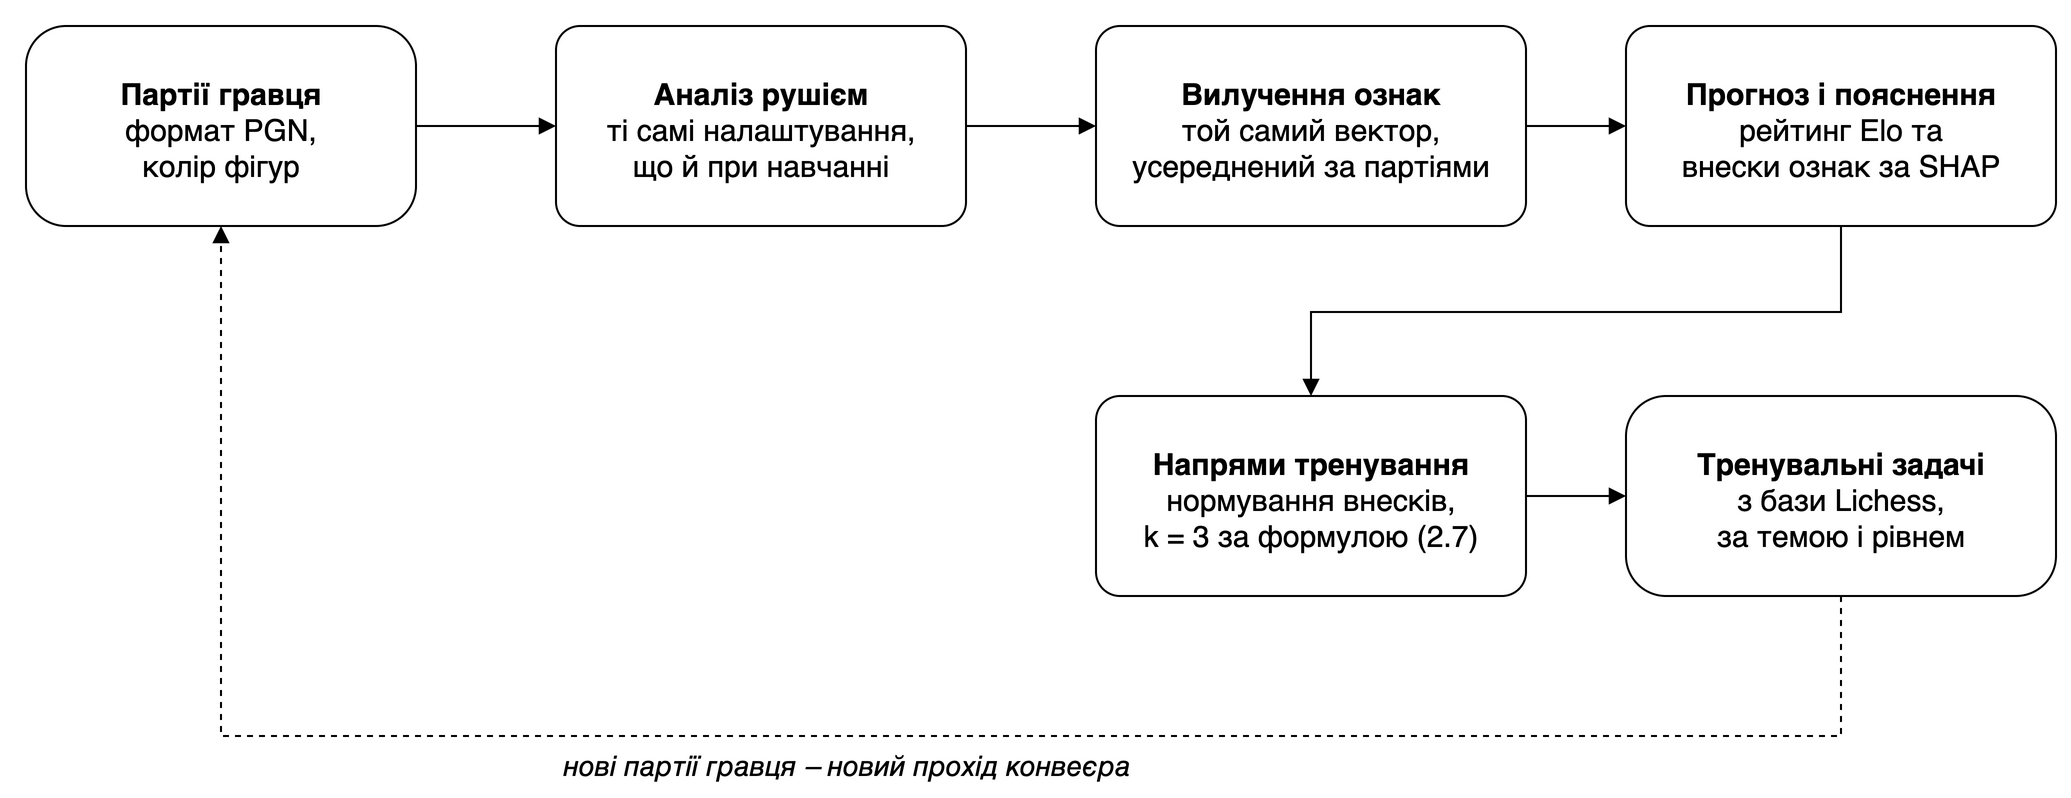 Партії гравця
формат PGN,
колір фігур
Аналіз рушієм
ті самі налаштування,
що й при навчанні
Вилучення ознак
той самий вектор,
усереднений за партіями
Прогноз і пояснення
рейтинг Elo та
внески ознак за SHAP
Напрями тренування
нормування внесків,
k = 3 за формулою (2.7)
Тренувальні задачі
з бази Lichess,
за темою і рівнем
нові партії гравця – новий прохід конвеєра